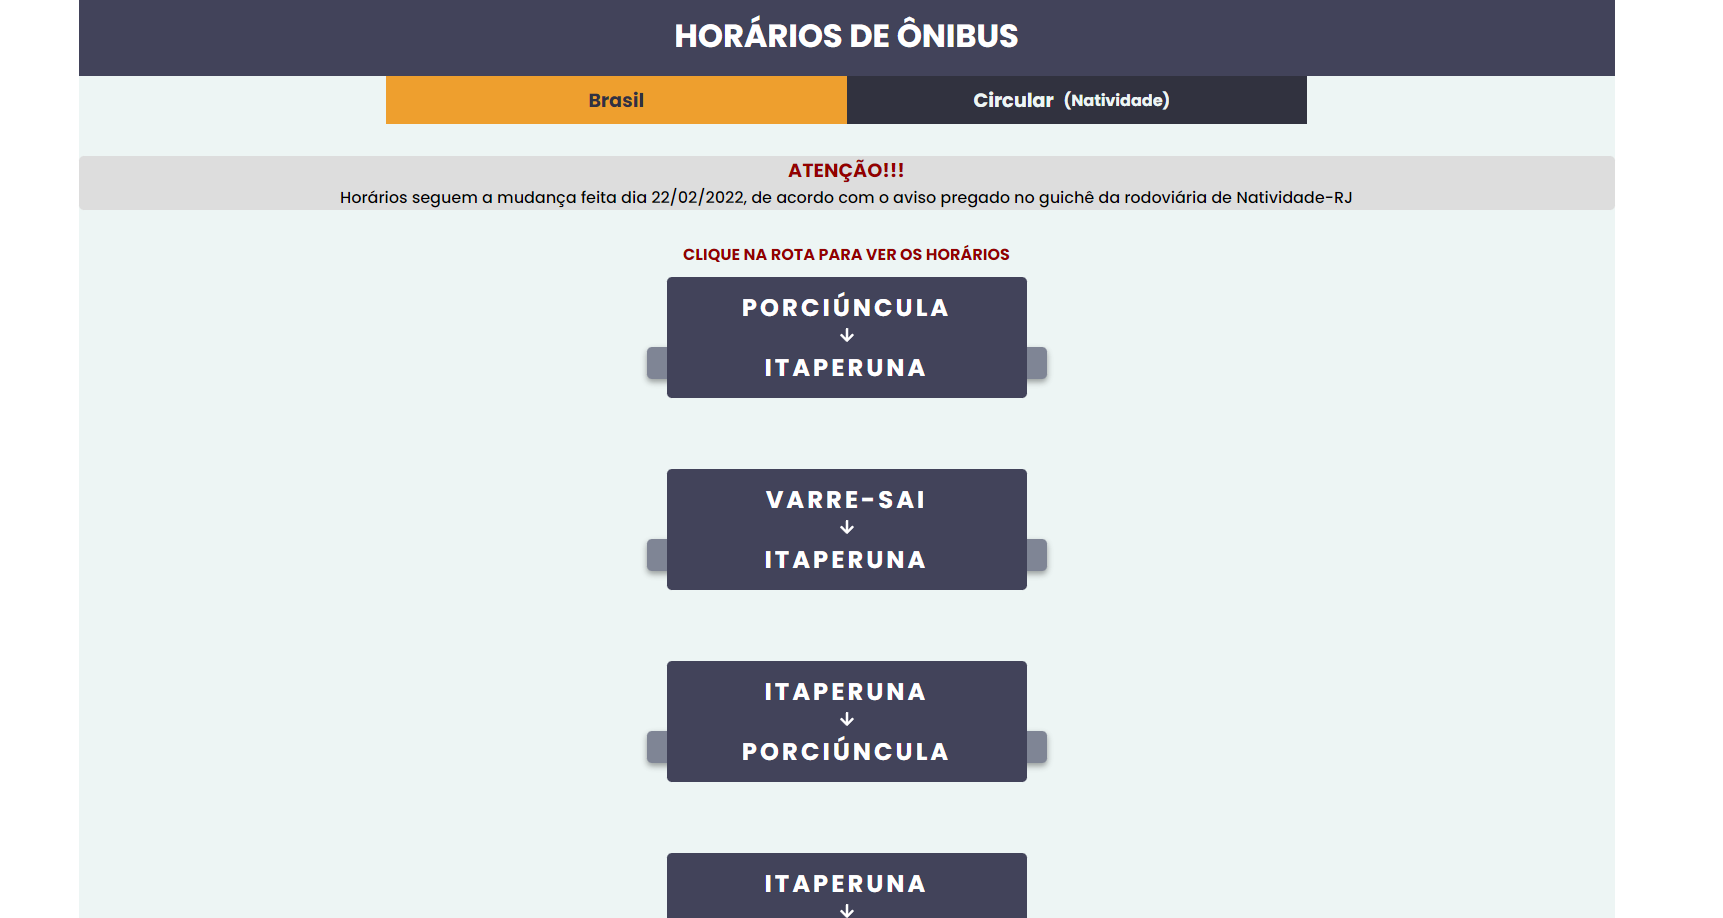 HORÁRIOS DE ÔNIBUS
Brasil
Circular (Natividade)
ATENÇÃO!!!
Horários seguem a mudança feita dia 22/02/2022, de acordo com o aviso pregado no guichê da rodoviária de Natividade-RJ
CLIQUE NA ROTA PARA VER OS HORÁRIOS
PORCIÚNCULA
↓
ITAPERUNA
VARRE-SAI
↓
ITAPERUNA
ITAPERUNA
↓
PORCIÚNCULA
ITAPERUNA
↓